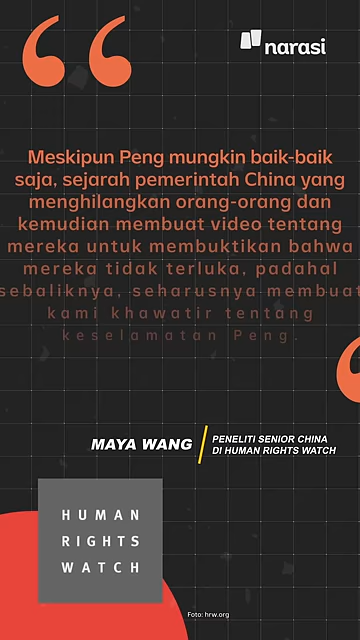 narasi
Meskipun Peng mungkin baik-baik
saja, sejarah pemerintah China yang
menghilangkan orang-orang dan
kemudian membuat video tentang
mereka untuk membuktikan bahwa
mereka tidak terluka, padahal
sebaliknya, seharusnya membuat
kami khawatir tentang
keselamatan Peng.
MAYA WANG
PENELITI SENIOR CHINA
DI HUMAN RIGHTS WATCH
HUMAN
RIGHTS
WATCH
Foto: hrw.org